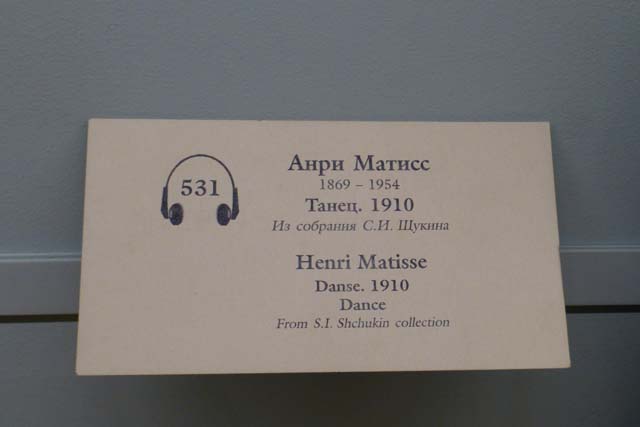 531
Анри Матисс
1869 – 1954
Танец. 1910
Из собрания С.И. Щукина
Henri Matisse
Danse. 1910
Dance
From S.I. Shchukin collection